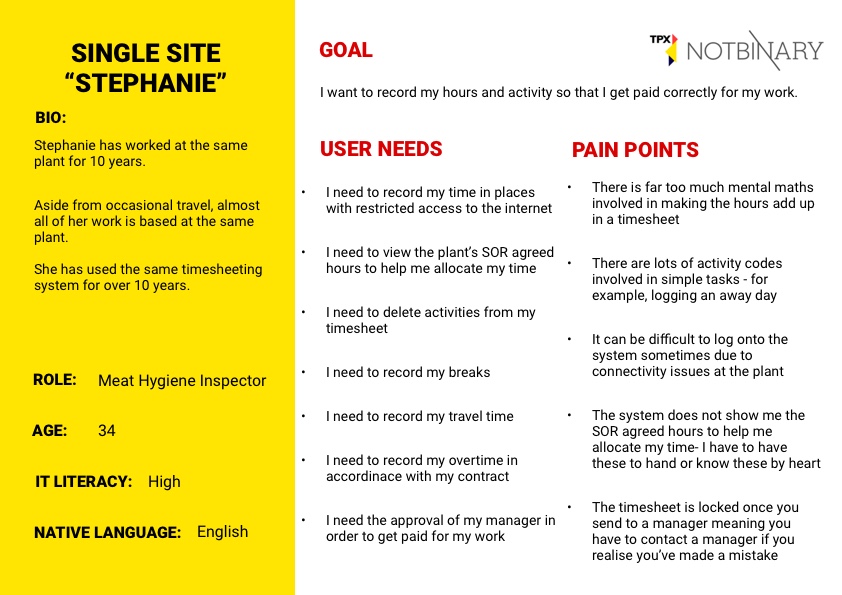 SINGLE SITE
“STEPHANIE”
BIO:
Stephanie has worked at the same
plant for 10 years.
Aside from occasional travel, almost
all of her work is based at the same
plant.
She has used the same timesheeting
system for over 10 years.
ROLE: Meat Hygiene Inspector
AGE: 34
IT LITERACY: High
NATIVE LANGUAGE: English
GOAL
TPX NOTBINARY
I want to record my hours and activity so that I get paid correctly for my work.
USER NEEDS
• I need to record my time in places
with restricted access to the internet
• I need to view the plant’s SOR agreed
hours to help me allocate my time
• I need to delete activities from my
timesheet
• I need to record my breaks
• I need to record my travel time
• I need to record my overtime in
accordinace with my contract
• I need the approval of my manager in
order to get paid for my work
PAIN POINTS
• There is far too much mental maths
involved in making the hours add up
in a timesheet
• There are lots of activity codes
involved in simple tasks - for
example, logging an away day
• It can be difficult to log onto the
system sometimes due to
connectivity issues at the plant
• The system does not show me the
SOR agreed hours to help me
allocate my time- I have to have
these to hand or know these by heart
• The timesheet is locked once you
send to a manager meaning you
have to contact a manager if you
realise you’ve made a mistake